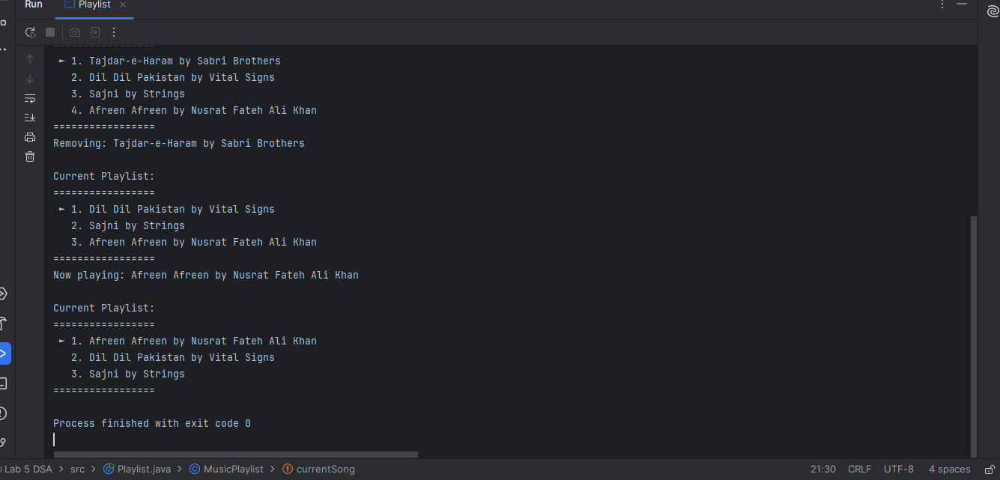 Run
Playlist
=================
► 1. Tajdar-e-Haram by Sabri Brothers
2. Dil Dil Pakistan by Vital Signs
3. Sajni by Strings
4. Afreen Afreen by Nusrat Fateh Ali Khan
=================
Removing: Tajdar-e-Haram by Sabri Brothers
Current Playlist:
=================
► 1. Dil Dil Pakistan by Vital Signs
2. Sajni by Strings
3. Afreen Afreen by Nusrat Fateh Ali Khan
=================
Now playing: Afreen Afreen by Nusrat Fateh Ali Khan
Current Playlist:
=================
► 1. Afreen Afreen by Nusrat Fateh Ali Khan
2. Dil Dil Pakistan by Vital Signs
3. Sajni by Strings
=================
Process finished with exit code 0
Lab 5 DSA > src > Playlist.java > MusicPlaylist > currentSong 21:30 CRLF UTF-8 4 spaces